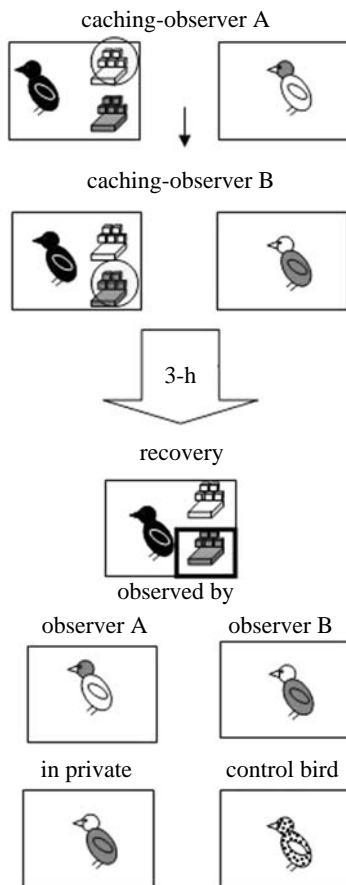 caching-observer A
caching-observer B
3-h
recovery
observed by
observer A observer B
in private control bird